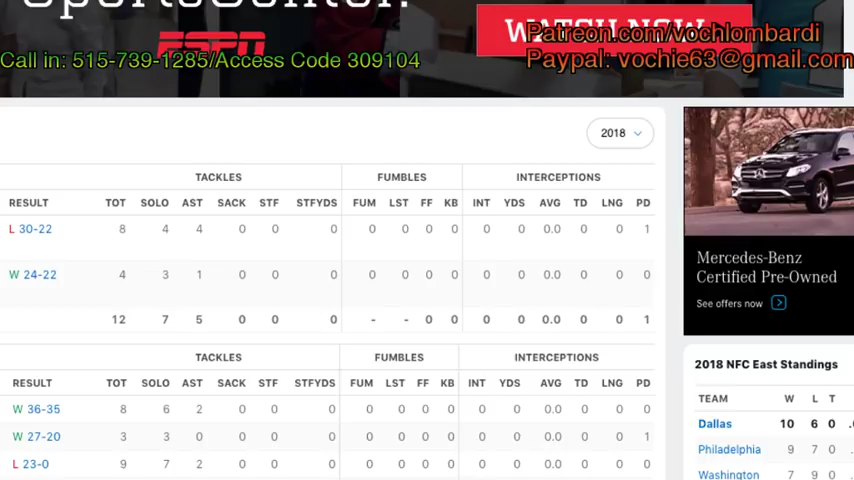 SportsCenter.
ESPN
WATCH NOW
Patreon.com/vochlombardi
Call in: 515-739-1285/Access Code 309104
Paypal: vochie63@gmail.com
2018
TACKLES FUMBLES INTERCEPTIONS
RESULT TOT SOLO AST SACK STF STFYDS FUM LST FF KB INT YDS AVG TD LNG PD
L 30-22 8 4 4 0 0 0 0 0 0 0 0 0 0.0 0 0 1
W 24-22 4 3 1 0 0 0 0 0 0 0 0 0 0.0 0 0 0
12 7 5 0 0 0 - - 0 0 0 0 0.0 0 0 1
TACKLES FUMBLES INTERCEPTIONS
RESULT TOT SOLO AST SACK STF STFYDS FUM LST FF KB INT YDS AVG TD LNG PD
W 36-35 8 6 2 0 0 0 0 0 0 0 0 0 0.0 0 0 0
W 27-20 3 3 0 0 0 0 0 0 0 0 0 0 0.0 0 0 1
L 23-0 9 7 2 0 0 0 0 0 0 0 0 0 0.0 0 0 0
Mercedes-Benz
Certified Pre-Owned
See offers now
2018 NFC East Standings
TEAM W L T
Dallas 10 6 0
Philadelphia 9 7 0
Washington 7 9 0